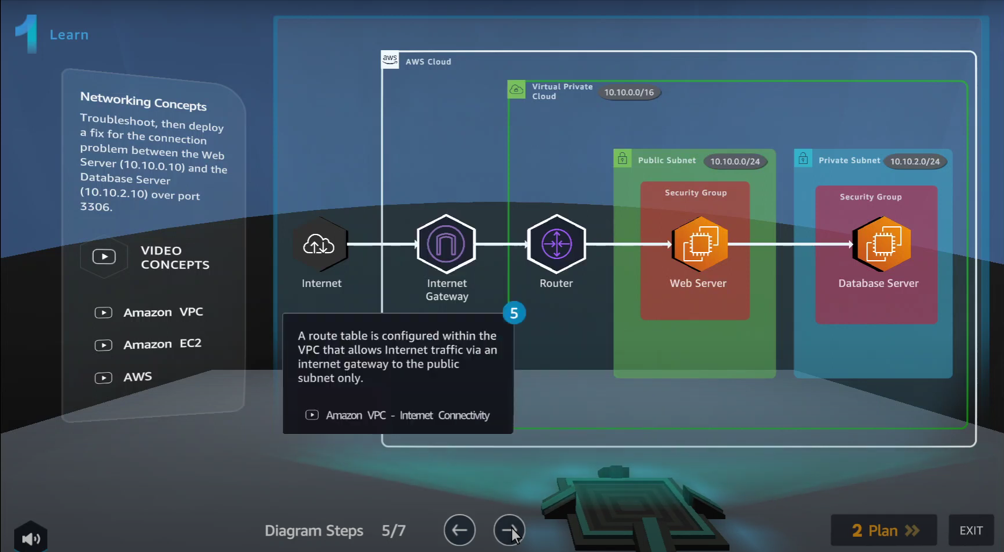 1 Learn
Networking Concepts
Troubleshoot, then deploy
a fix for the connection
problem between the Web
Server (10.10.0.10) and the
Database Server
(10.10.2.10) over port
3306.
VIDEO
CONCEPTS
Amazon VPC
Amazon EC2
AWS
aws
AWS Cloud
Virtual Private
Cloud
10.10.0.0/16
Public Subnet
10.10.0.0/24
Security Group
Private Subnet
10.10.2.0/24
Security Group
Internet
Internet
Gateway
Router
Web Server
Database Server
5
A route table is configured within the
VPC that allows Internet traffic via an
internet gateway to the public
subnet only.
Amazon VPC - Internet Connectivity
Diagram Steps 5/7
2 Plan
EXIT